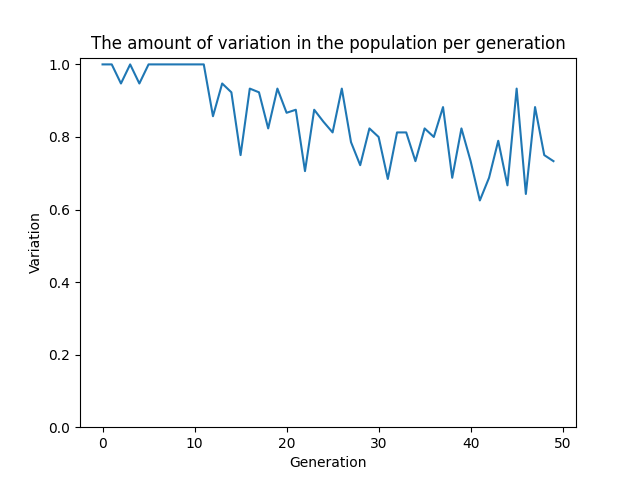 The amount of variation in the population per generation
1.0
0.8
0.6
0.4
0.2
0.0
Variation
0 10 20 30 40 50
Generation